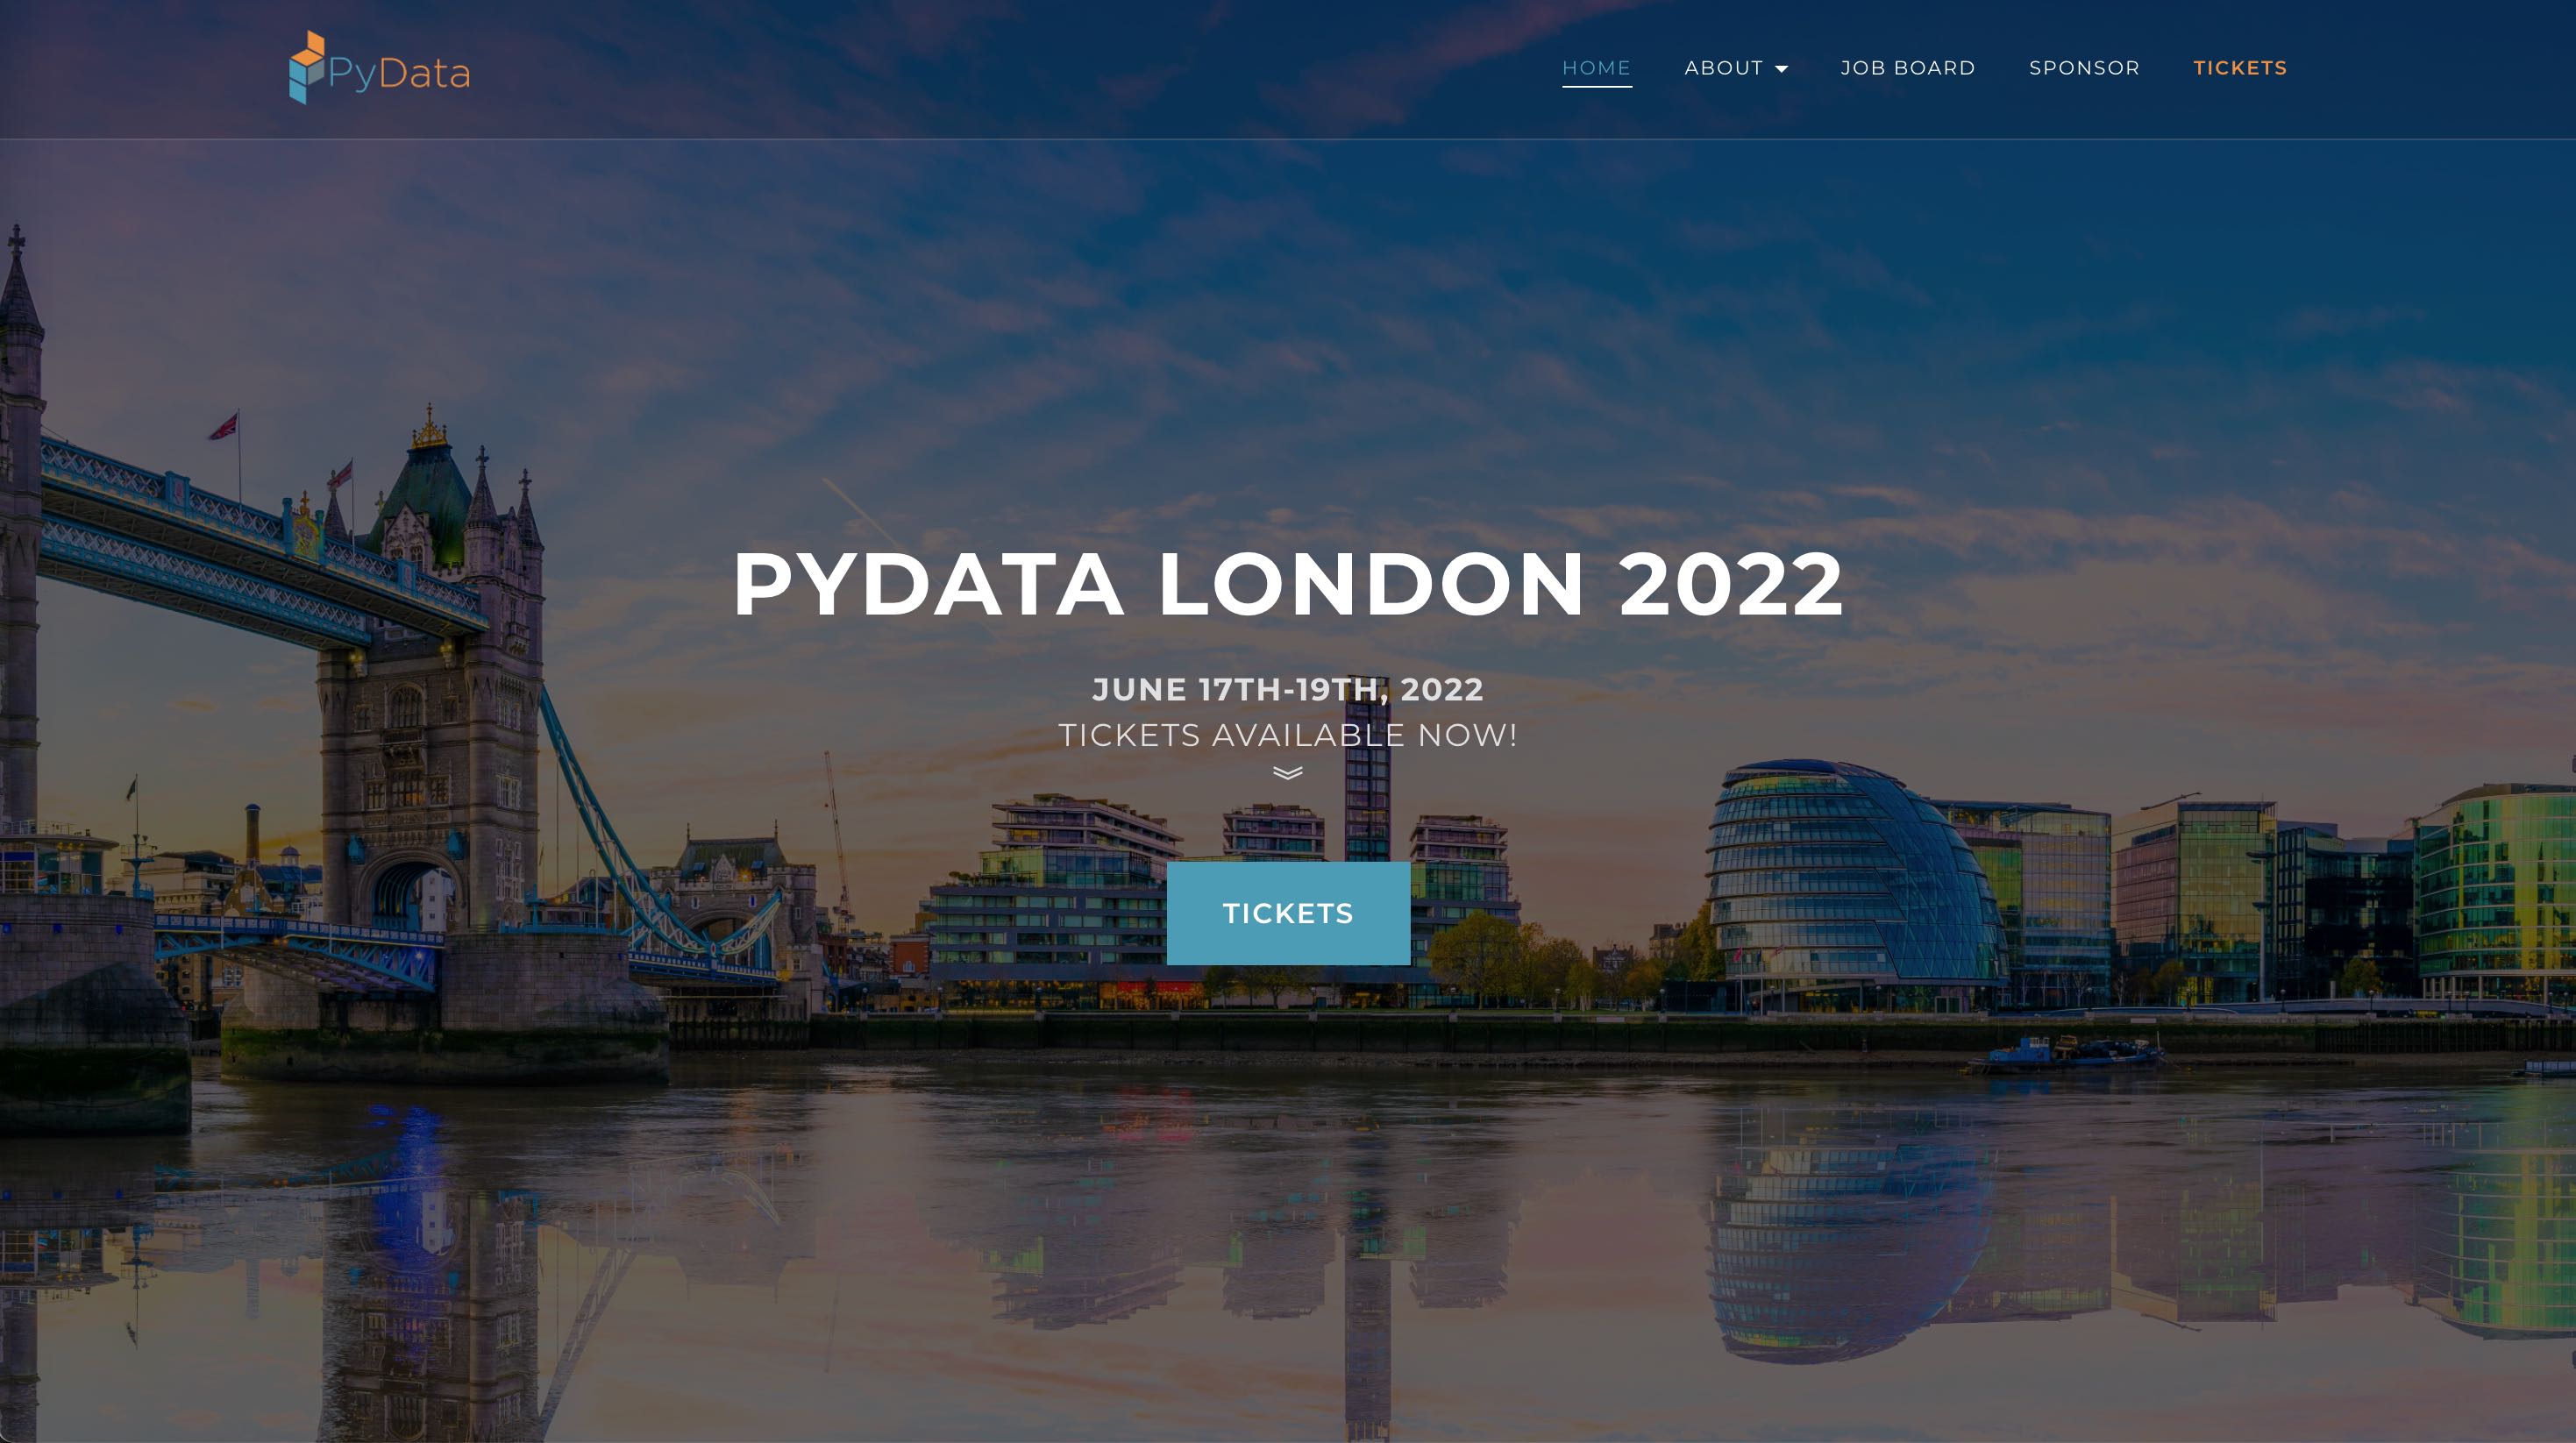 PyData
HOME ABOUT JOB BOARD SPONSOR TICKETS
PYDATA LONDON 2022
JUNE 17TH-19TH, 2022
TICKETS AVAILABLE NOW!
TICKETS